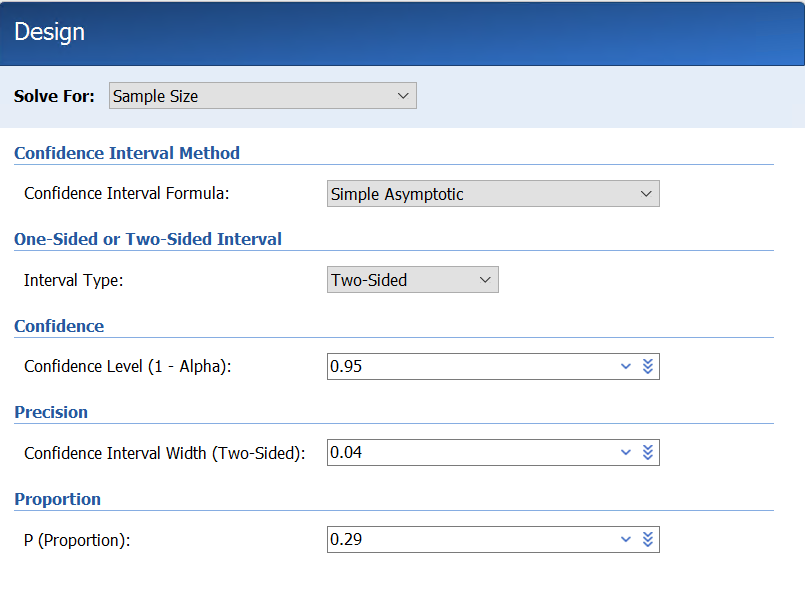 Design
Solve For: Sample Size
Confidence Interval Method
Confidence Interval Formula: Simple Asymptotic
One-Sided or Two-Sided Interval
Interval Type: Two-Sided
Confidence
Confidence Level (1 - Alpha): 0.95
Precision
Confidence Interval Width (Two-Sided): 0.04
Proportion
P (Proportion): 0.29